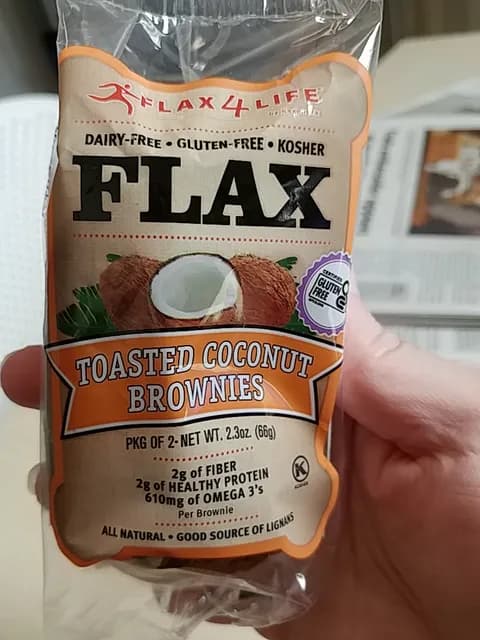 FLAX4LIFE
DAIRY-FREE • GLUTEN-FREE • KOSHER
FLAX
CERTIFIED
GLUTEN
FREE
TOASTED COCONUT
BROWNIES
PKG OF 2- NET WT. 2.3oz. (66g)
2g of FIBER
2g of HEALTHY PROTEIN
610mg of OMEGA 3's
Per Brownie
K
ALL NATURAL • GOOD SOURCE OF LIGNANS